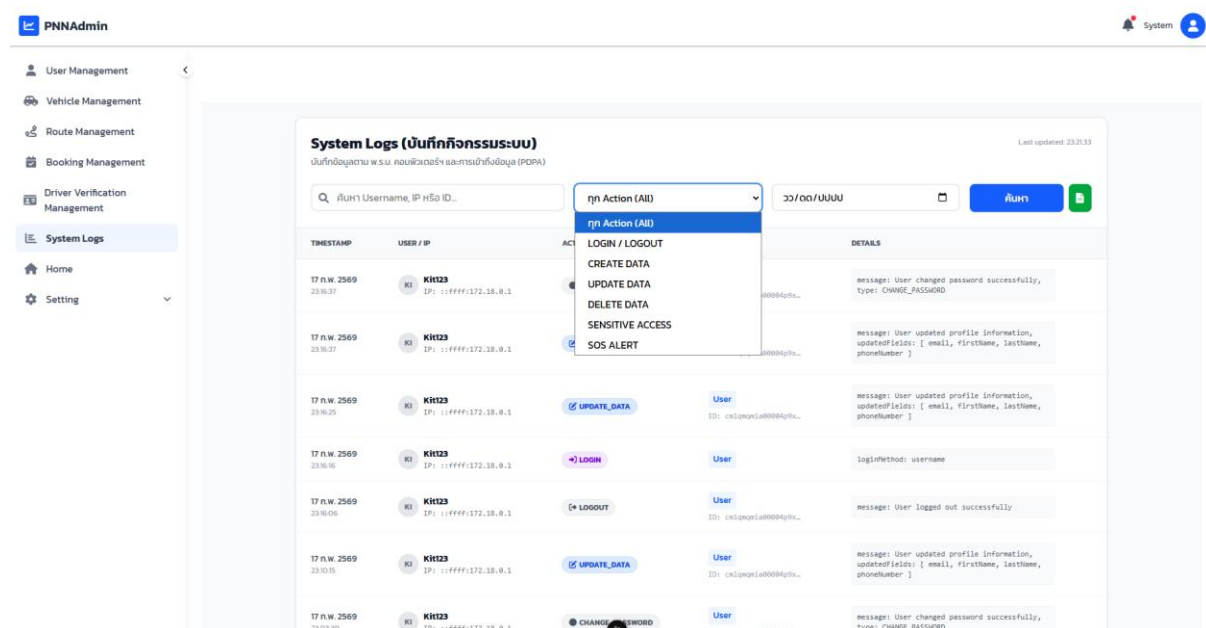 PNNAdmin
System
User Management
Vehicle Management
Route Management
Booking Management
Driver Verification
Management
System Logs
Home
Setting
System Logs (บันทึกกิจกรรมระบบ)
Last updated: 23:21:33
บันทึกข้อมูลตาม พ.ร.บ. คอมพิวเตอร์ฯ และการเข้าถึงข้อมูล (PDPA)
ค้นหา Username, IP หรือ ID...
ทุก Action (All)
วว/ดด/ปปปป
ค้นหา
ทุก Action (All)
LOGIN / LOGOUT
CREATE DATA
UPDATE DATA
DELETE DATA
SENSITIVE ACCESS
SOS ALERT
TIMESTAMP USER / IP DETAILS
17 ก.พ. 2569 KI Kit123 message: User changed password successfully,
23:16:37 IP: ::ffff:172.18.0.1 type: CHANGE_PASSWORD
17 ก.พ. 2569 KI Kit123 message: User updated profile information,
23:16:37 IP: ::ffff:172.18.0.1 updatedFields: [ email, firstName, lastName,
phoneNumber ]
17 ก.พ. 2569 KI Kit123 UPDATE_DATA User message: User updated profile information,
23:16:25 IP: ::ffff:172.18.0.1 updatedFields: [ email, firstName, lastName,
phoneNumber ]
17 ก.พ. 2569 KI Kit123 LOGIN User loginMethod: username
23:16:16 IP: ::ffff:172.18.0.1
17 ก.พ. 2569 KI Kit123 LOGOUT User message: User logged out successfully
23:16:06 IP: ::ffff:172.18.0.1
17 ก.พ. 2569 KI Kit123 UPDATE_DATA User message: User updated profile information,
23:10:15 IP: ::ffff:172.18.0.1 updatedFields: [ email, firstName, lastName,
phoneNumber ]
17 ก.พ. 2569 KI Kit123 User message: User changed password successfully,